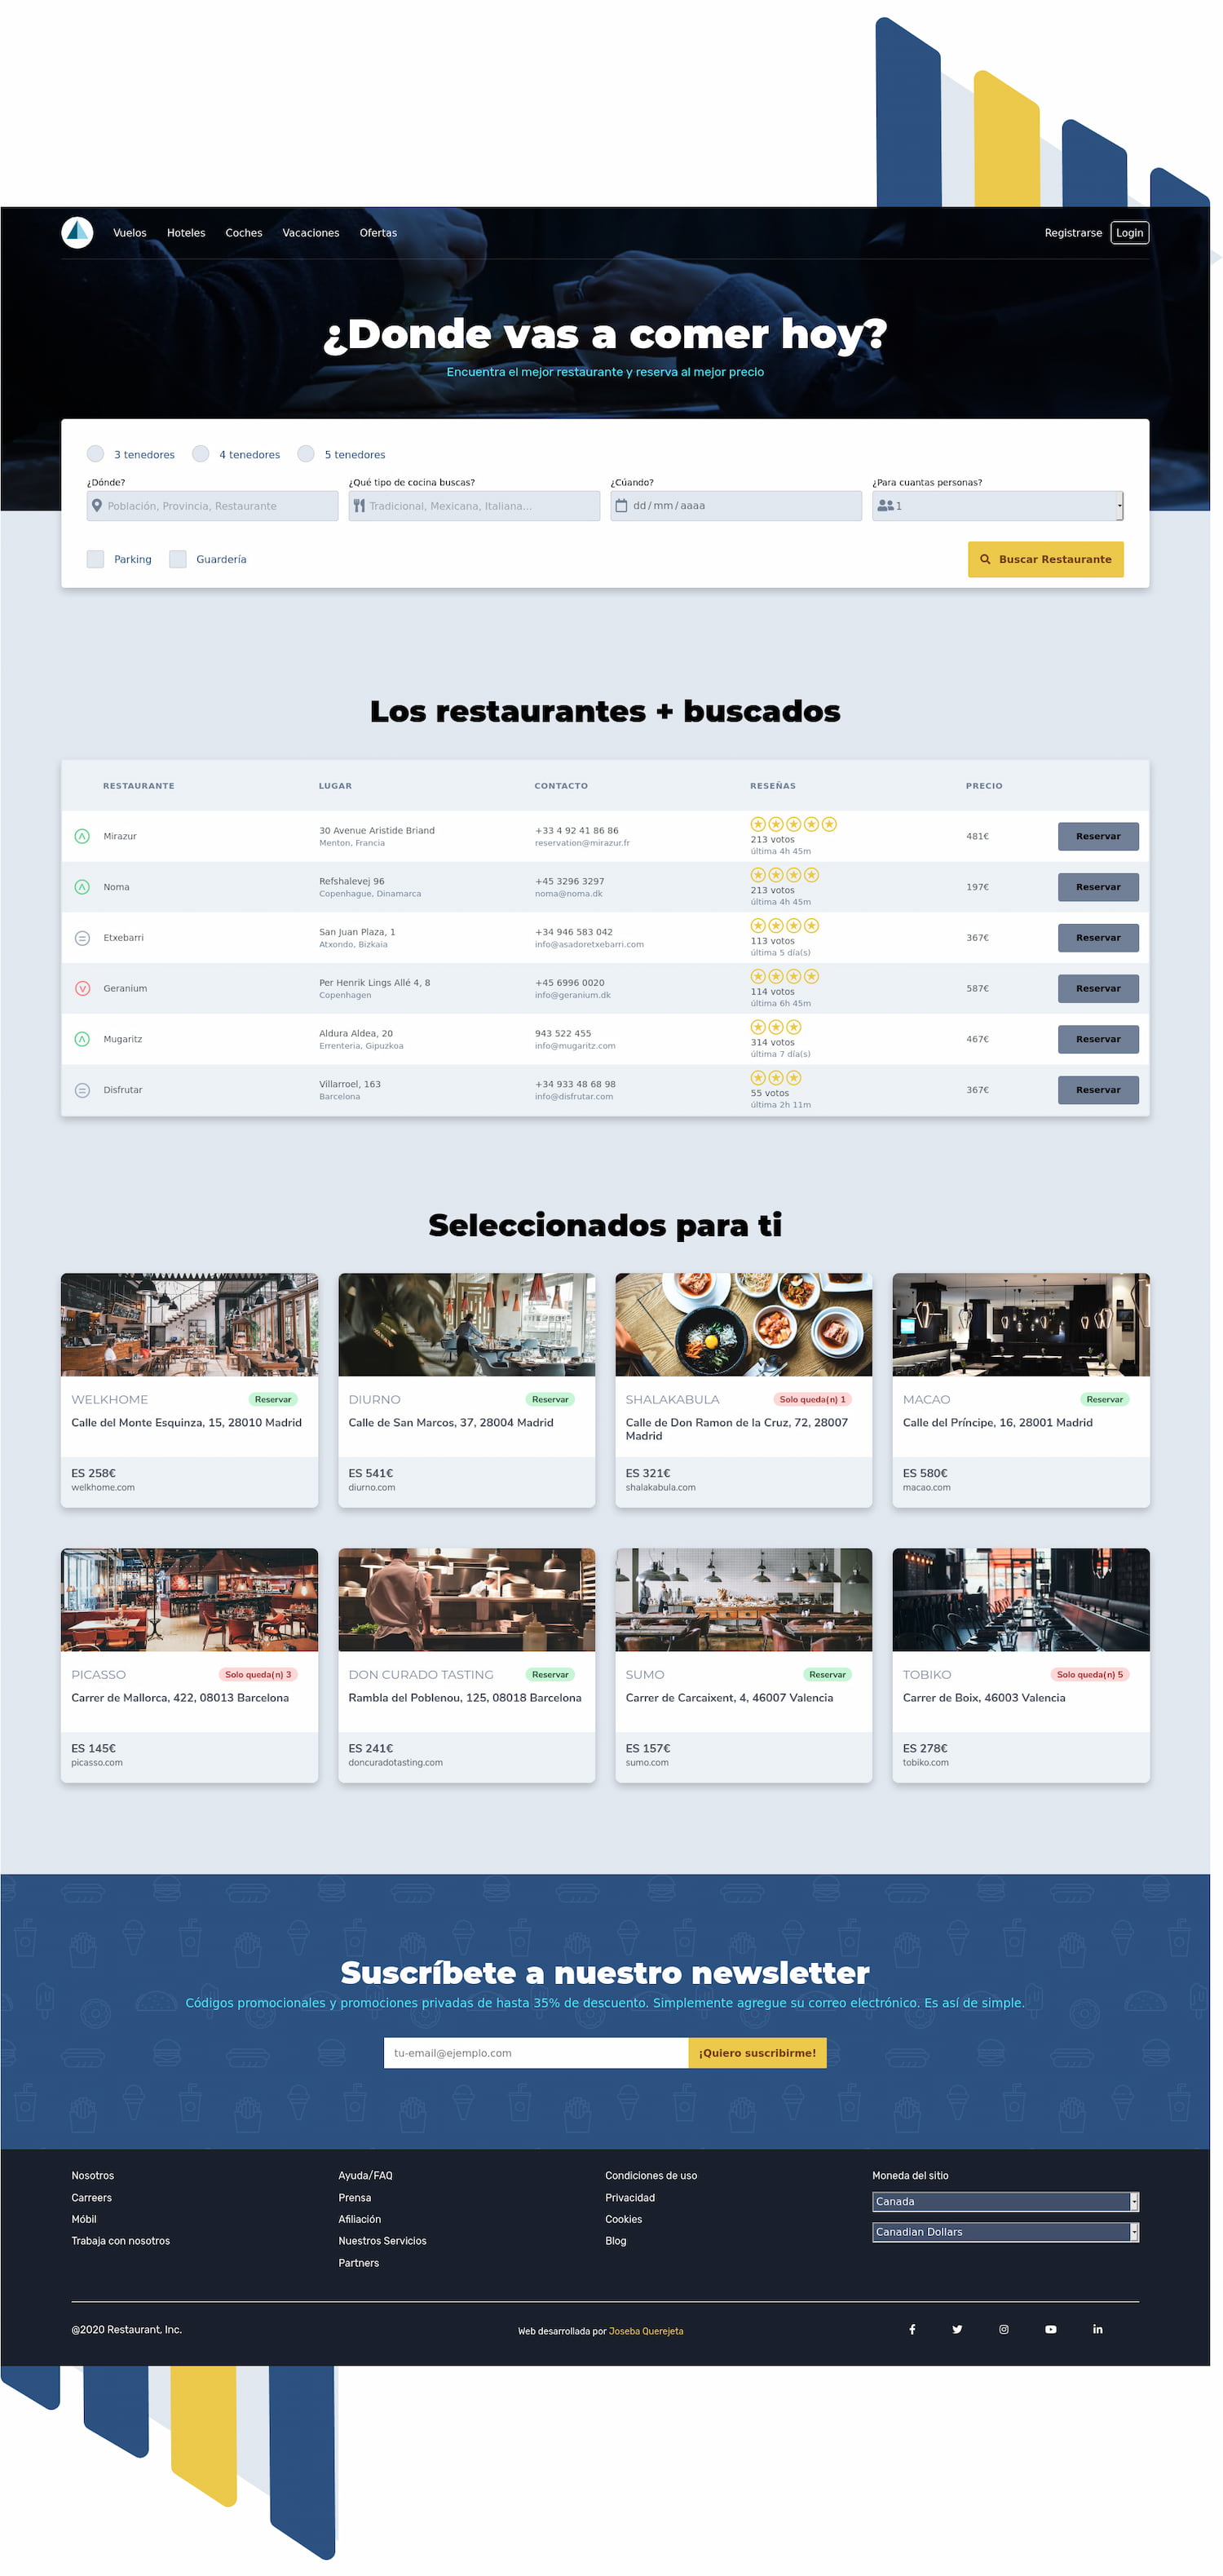 Vuelos Hoteles Coches Vacaciones Ofertas Registrarse Login
¿Donde vas a comer hoy?
Encuentra el mejor restaurante y reserva al mejor precio
3 tenedores 4 tenedores 5 tenedores
¿Dónde? ¿Qué tipo de cocina buscas? ¿Cúando? ¿Para cuantas personas?
Población, Provincia, Restaurante Tradicional, Mexicana, Italiana... dd/mm/aaaa 1
Parking Guardería Buscar Restaurante
Los restaurantes + buscados
RESTAURANTE LUGAR CONTACTO RESEÑAS PRECIO
Mirazur 30 Avenue Aristide Briand +33 4 92 41 86 86 213 votos 481€ Reservar
Menton, Francia reservation@mirazur.fr última 4h 45m
Noma Refshalevej 96 +45 3296 3297 213 votos 197€ Reservar
Copenhague, Dinamarca noma@noma.dk última 4h 45m
Etxebarri San Juan Plaza, 1 +34 946 583 042 113 votos 367€ Reservar
Atxondo, Bizkaia info@asadoretxebarri.com última 5 día(s)
Geranium Per Henrik Lings Allé 4, 8 +45 6996 0020 114 votos 587€ Reservar
Copenhagen info@geranium.dk última 6h 45m
Mugaritz Aldura Aldea, 20 943 522 455 314 votos 467€ Reservar
Errenteria, Gipuzkoa info@mugaritz.com última 7 día(s)
Disfrutar Villarroel, 163 +34 933 48 68 98 55 votos 367€ Reservar
Barcelona info@disfrutar.com última 2h 11m
Seleccionados para ti
WELKHOME Reservar
Calle del Monte Esquinza, 15, 28010 Madrid
ES 258€
welkhome.com
DIURNO Reservar
Calle de San Marcos, 37, 28004 Madrid
ES 541€
diurno.com
SHALAKABULA Solo queda(n) 1
Calle de Don Ramon de la Cruz, 72, 28007
Madrid
ES 321€
shalakabula.com
MACAO Reservar
Calle del Príncipe, 16, 28001 Madrid
ES 580€
macao.com
PICASSO Solo queda(n) 3
Carrer de Mallorca, 422, 08013 Barcelona
ES 145€
picasso.com
DON CURADO TASTING Reservar
Rambla del Poblenou, 125, 08018 Barcelona
ES 241€
doncuradotasting.com
SUMO Reservar
Carrer de Carcaixent, 4, 46007 Valencia
ES 157€
sumo.com
TOBIKO Solo queda(n) 5
Carrer de Boix, 46003 Valencia
ES 278€
tobiko.com
Suscríbete a nuestro newsletter
Códigos promocionales y promociones privadas de hasta 35% de descuento. Simplemente agregue su correo electrónico. Es así de simple.
tu-email@ejemplo.com ¡Quiero suscribirme!
Nosotros Ayuda/FAQ Condiciones de uso Moneda del sitio
Carreers Prensa Privacidad Canada
Móbil Afiliación Cookies
Trabaja con nosotros Nuestros Servicios Blog Canadian Dollars
Partners
@2020 Restaurant, Inc. Web desarrollada por Joseba Querejeta